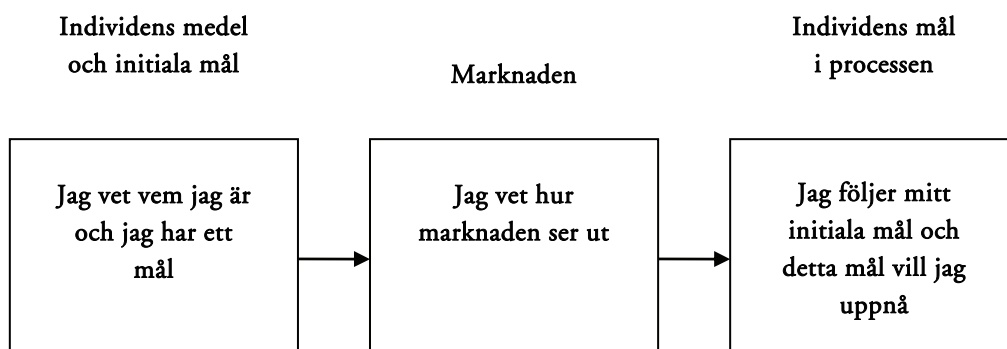 Individens medel
och initiala mål
Marknaden
Individens mål
i processen
Jag vet vem jag är
och jag har ett
mål
Jag vet hur
marknaden ser ut
Jag följer mitt
initiala mål och
detta mål vill jag
uppnå